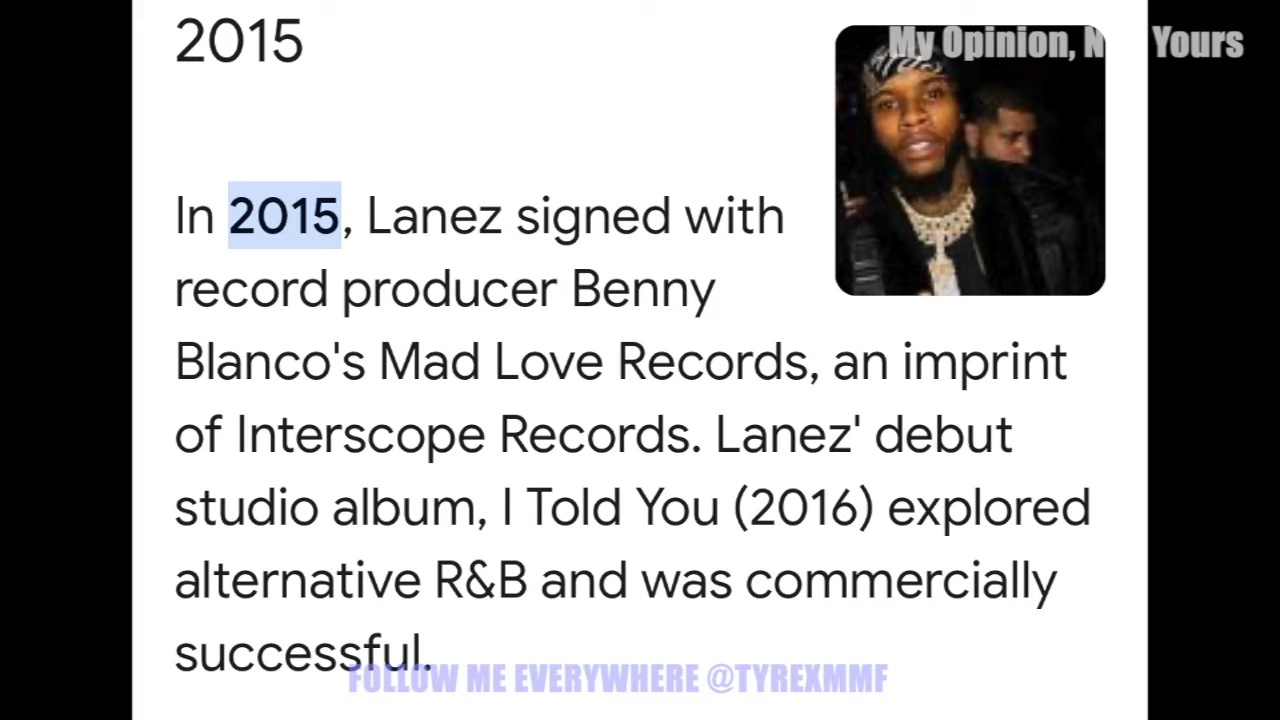 2015
My Opinion, N Yours
In 2015, Lanez signed with
record producer Benny
Blanco's Mad Love Records, an imprint
of Interscope Records. Lanez' debut
studio album, I Told You (2016) explored
alternative R&B and was commercially
successful.
FOLLOW ME EVERYWHERE @TYREXMMF